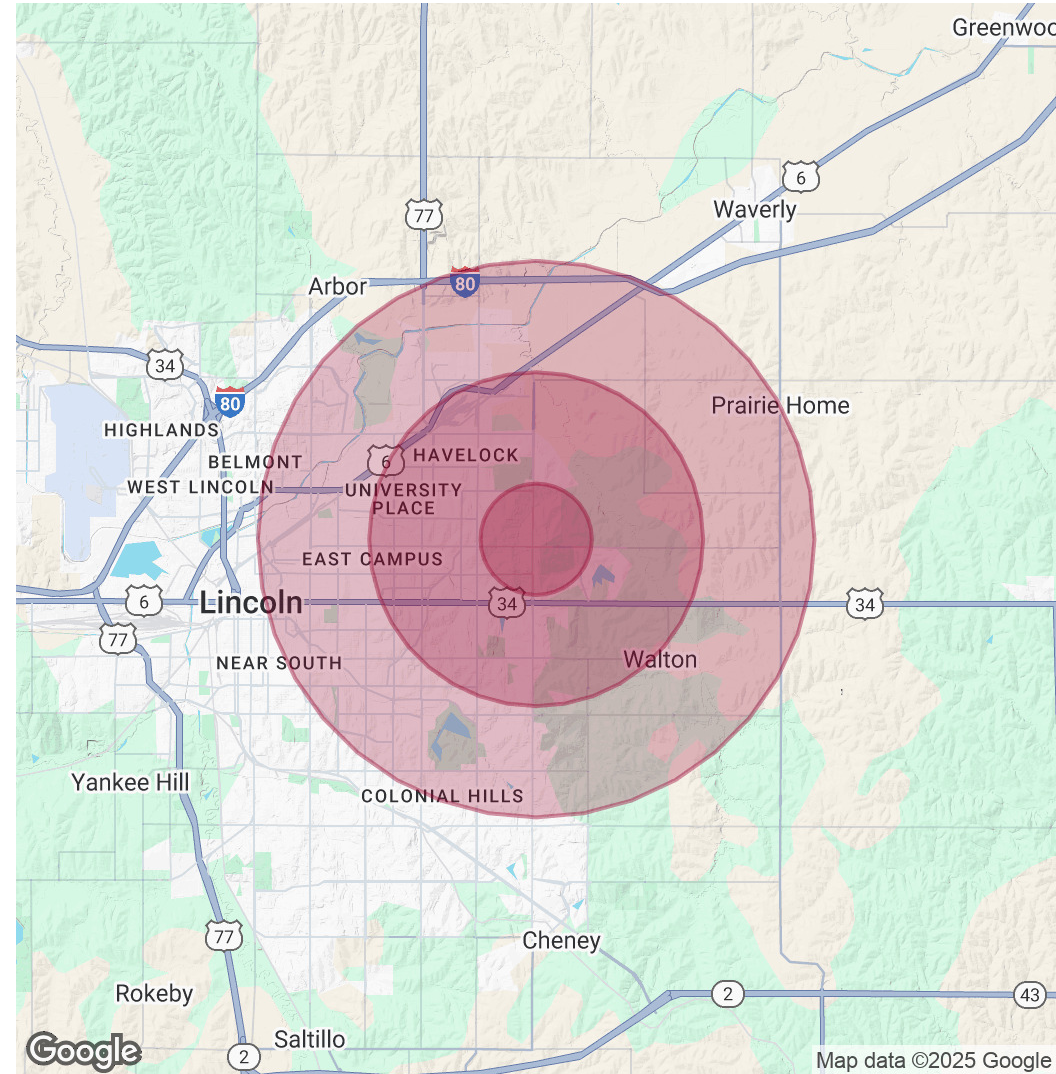 Greenwoo
6
Waverly
77
Arbor
80
34
80
Prairie Home
HIGHLANDS
HAVELOCK
6
BELMONT
WEST LINCOLN
UNIVERSITY
PLACE
EAST CAMPUS
6
Lincoln
34
34
77
NEAR SOUTH
Walton
Yankee Hill
COLONIAL HILLS
77
Cheney
Rokeby
2
43
Saltillo
2
Google
Map data ©2025 Google